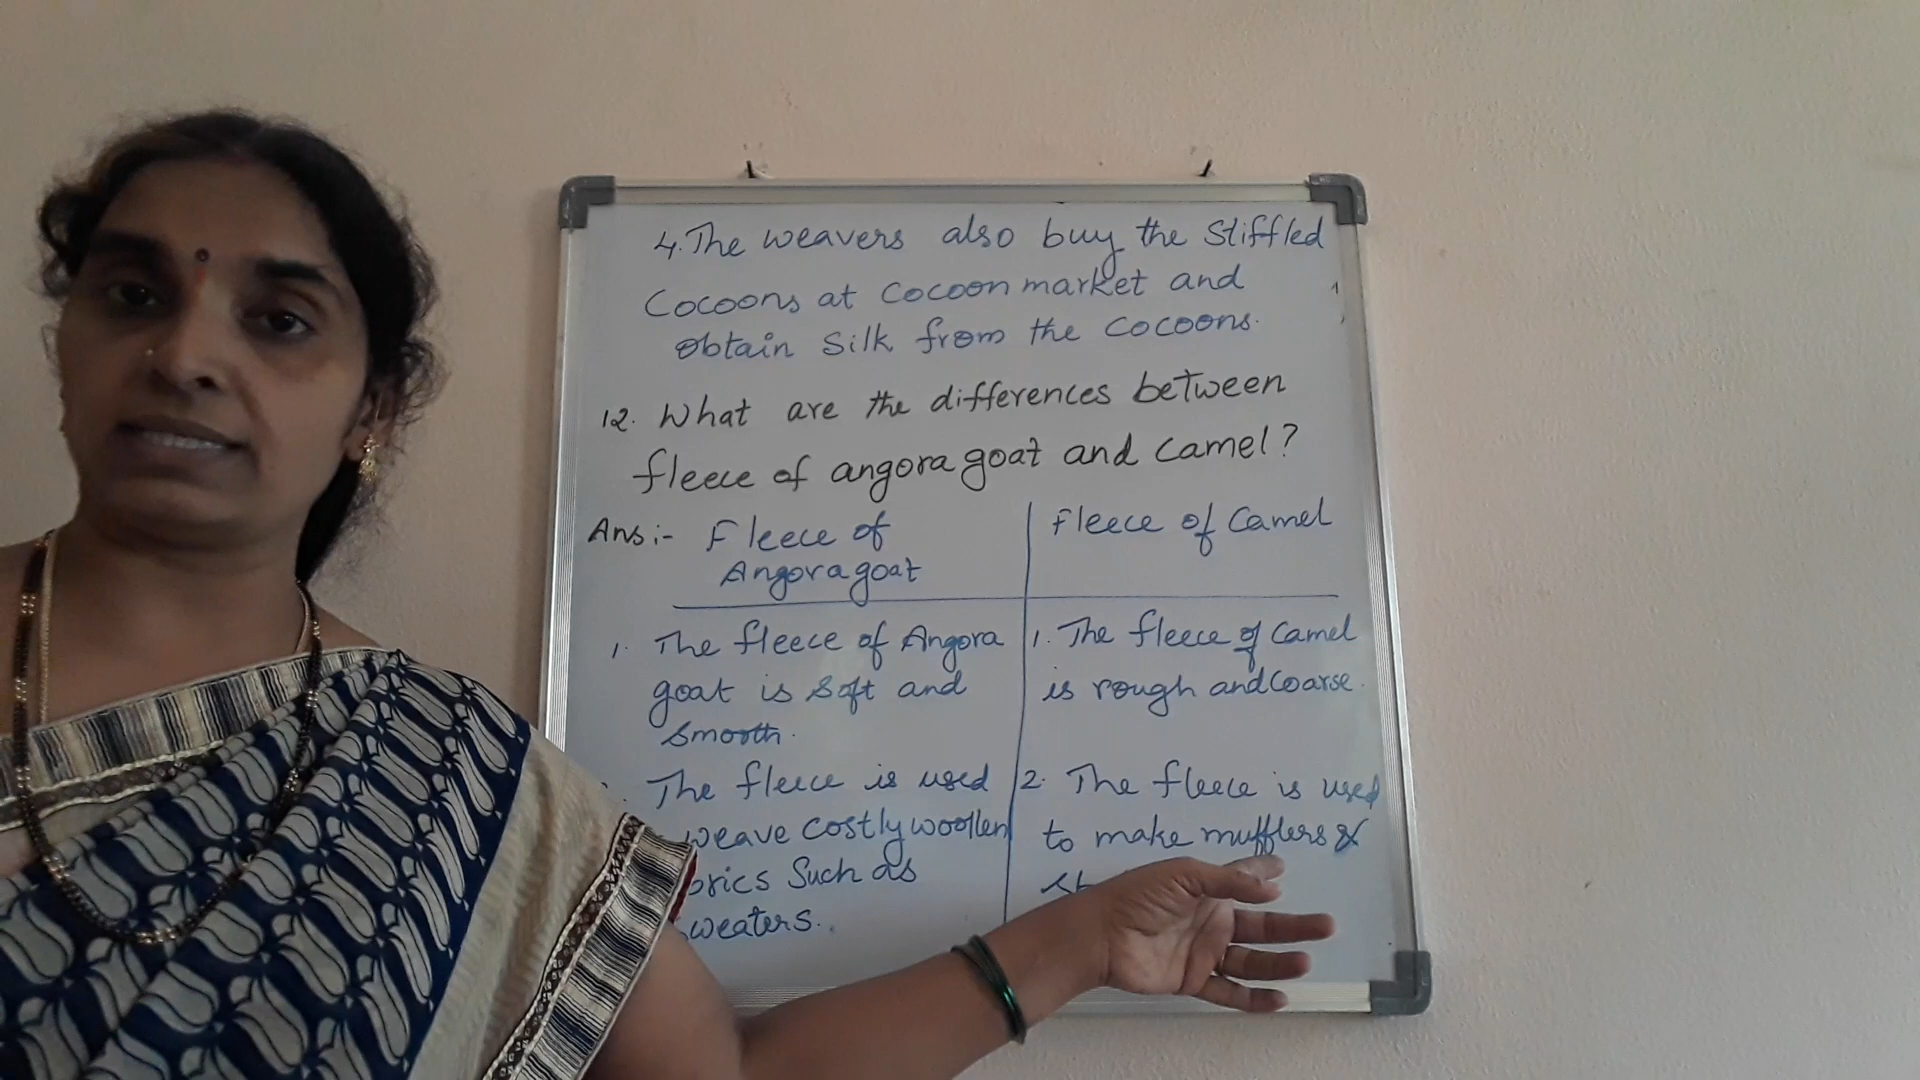 4. The weavers also buy the Stiffled
Cocoons at Cocoon market and
Obtain Silk from the Cocoons.
12. What are the differences between
fleece of angora goat and camel?
Ans:- Fleece of
Angora goat
Fleece of Camel
1. The fleece of Angora
goat is Soft and
Smooth.
The fleece is used
weave costly woollen
Such as
1. The fleece of Camel
is rough and Coarse.
2. The fleece is used
to make mufflers &